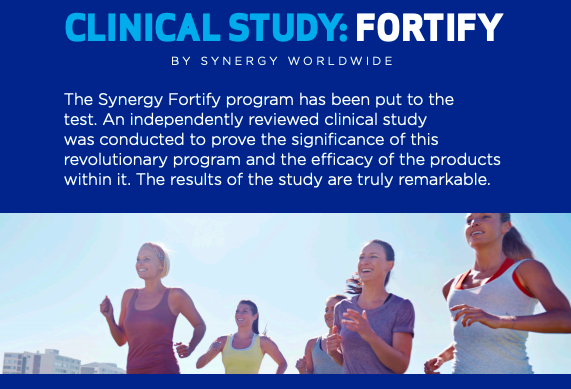 CLINICAL STUDY: FORTIFY
BY SYNERGY WORLDWIDE
The Synergy Fortify program has been put to the
test. An independently reviewed clinical study
was conducted to prove the significance of this
revolutionary program and the efficacy of the products
within it. The results of the study are truly remarkable.